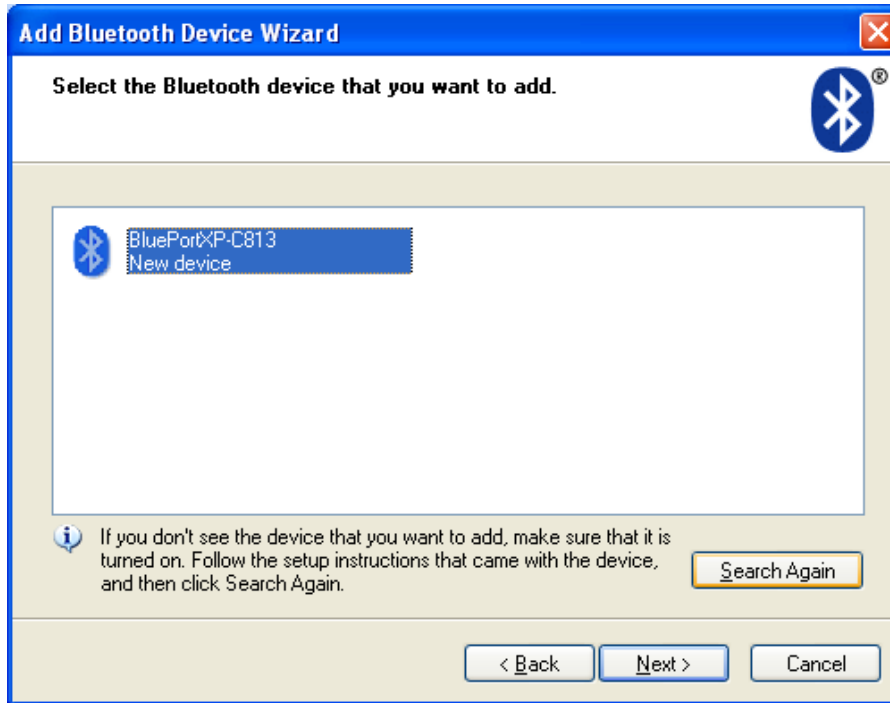 Add Bluetooth Device Wizard
Select the Bluetooth device that you want to add.
®
BluePortXP-C813
New device
If you don't see the device that you want to add, make sure that it is
turned on. Follow the setup instructions that came with the device,
and then click Search Again.
Search Again
< Back
Next >
Cancel